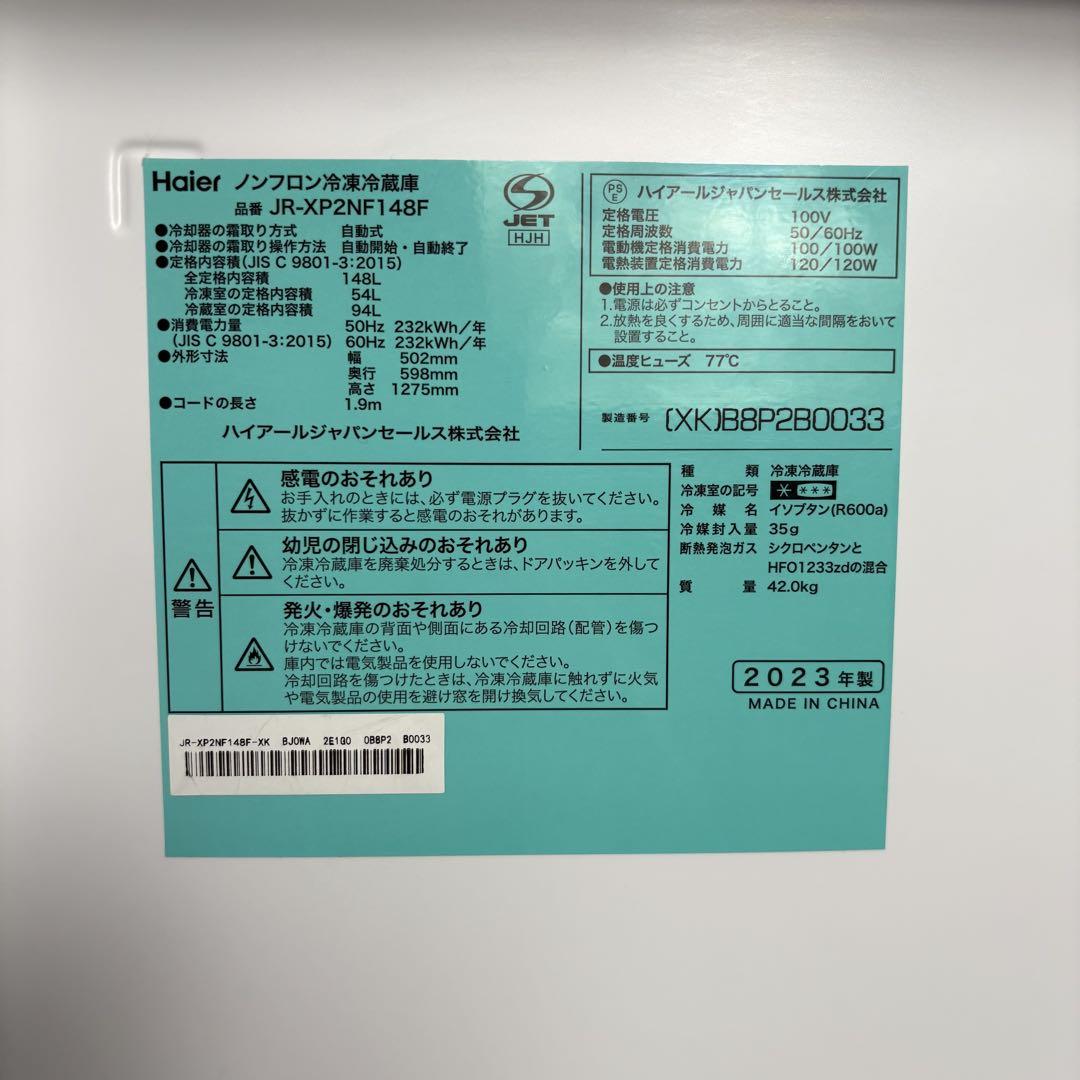 Haier ノンフロン冷凍冷蔵庫
品番 JR-XP2NF148F
●冷却器の霜取り方式 自動式
●冷却器の霜取り操作方法 自動開始・自動終了
●定格内容積(JIS C 9801-3:2015)
全定格内容積 148L
冷凍室の定格内容積 54L
冷蔵室の定格内容積 94L
●消費電力量 50Hz 232kWh/年
(JIS C 9801-3:2015) 60Hz 232kWh/年
●外形寸法 幅 502mm
奥行 598mm
高さ 1275mm
●コードの長さ 1.9m
ハイアールジャパンセールス株式会社
JET
HJH
PSE ハイアールジャパンセールス株式会社
定格電圧 100V
定格周波数 50/60Hz
電動機定格消費電力 100/100W
電熱装置定格消費電力 120/120W
●使用上の注意
1.電源は必ずコンセントからとること。
2.放熱を良くするため、周囲に適当な間隔をおいて
設置すること。
●温度ヒューズ 77℃
製造番号 (XK)B8P2B0033
警告
感電のおそれあり
お手入れのときには、必ず電源プラグを抜いてください。
抜かずに作業すると感電のおそれがあります。
幼児の閉じ込みのおそれあり
冷凍冷蔵庫を廃棄処分するときは、ドアパッキンを外して
ください。
発火・爆発のおそれあり
冷凍冷蔵庫の背面や側面にある冷却回路(配管)を傷つ
けないでください。
庫内では電気製品を使用しないでください。
冷却回路を傷つけたときは、冷凍冷蔵庫に触れずに火気
や電気製品の使用を避け窓を開け換気してください。
種類 冷凍冷蔵庫
冷凍室の記号 * ***
冷媒名 イソブタン(R600a)
冷媒封入量 35g
断熱発泡ガス シクロペンタンと
HFO1233zdの混合
質量 42.0kg
2023年製
MADE IN CHINA
JR-XP2NF148F-XK BJ0WA 2E1G0 0B8P2 B0033